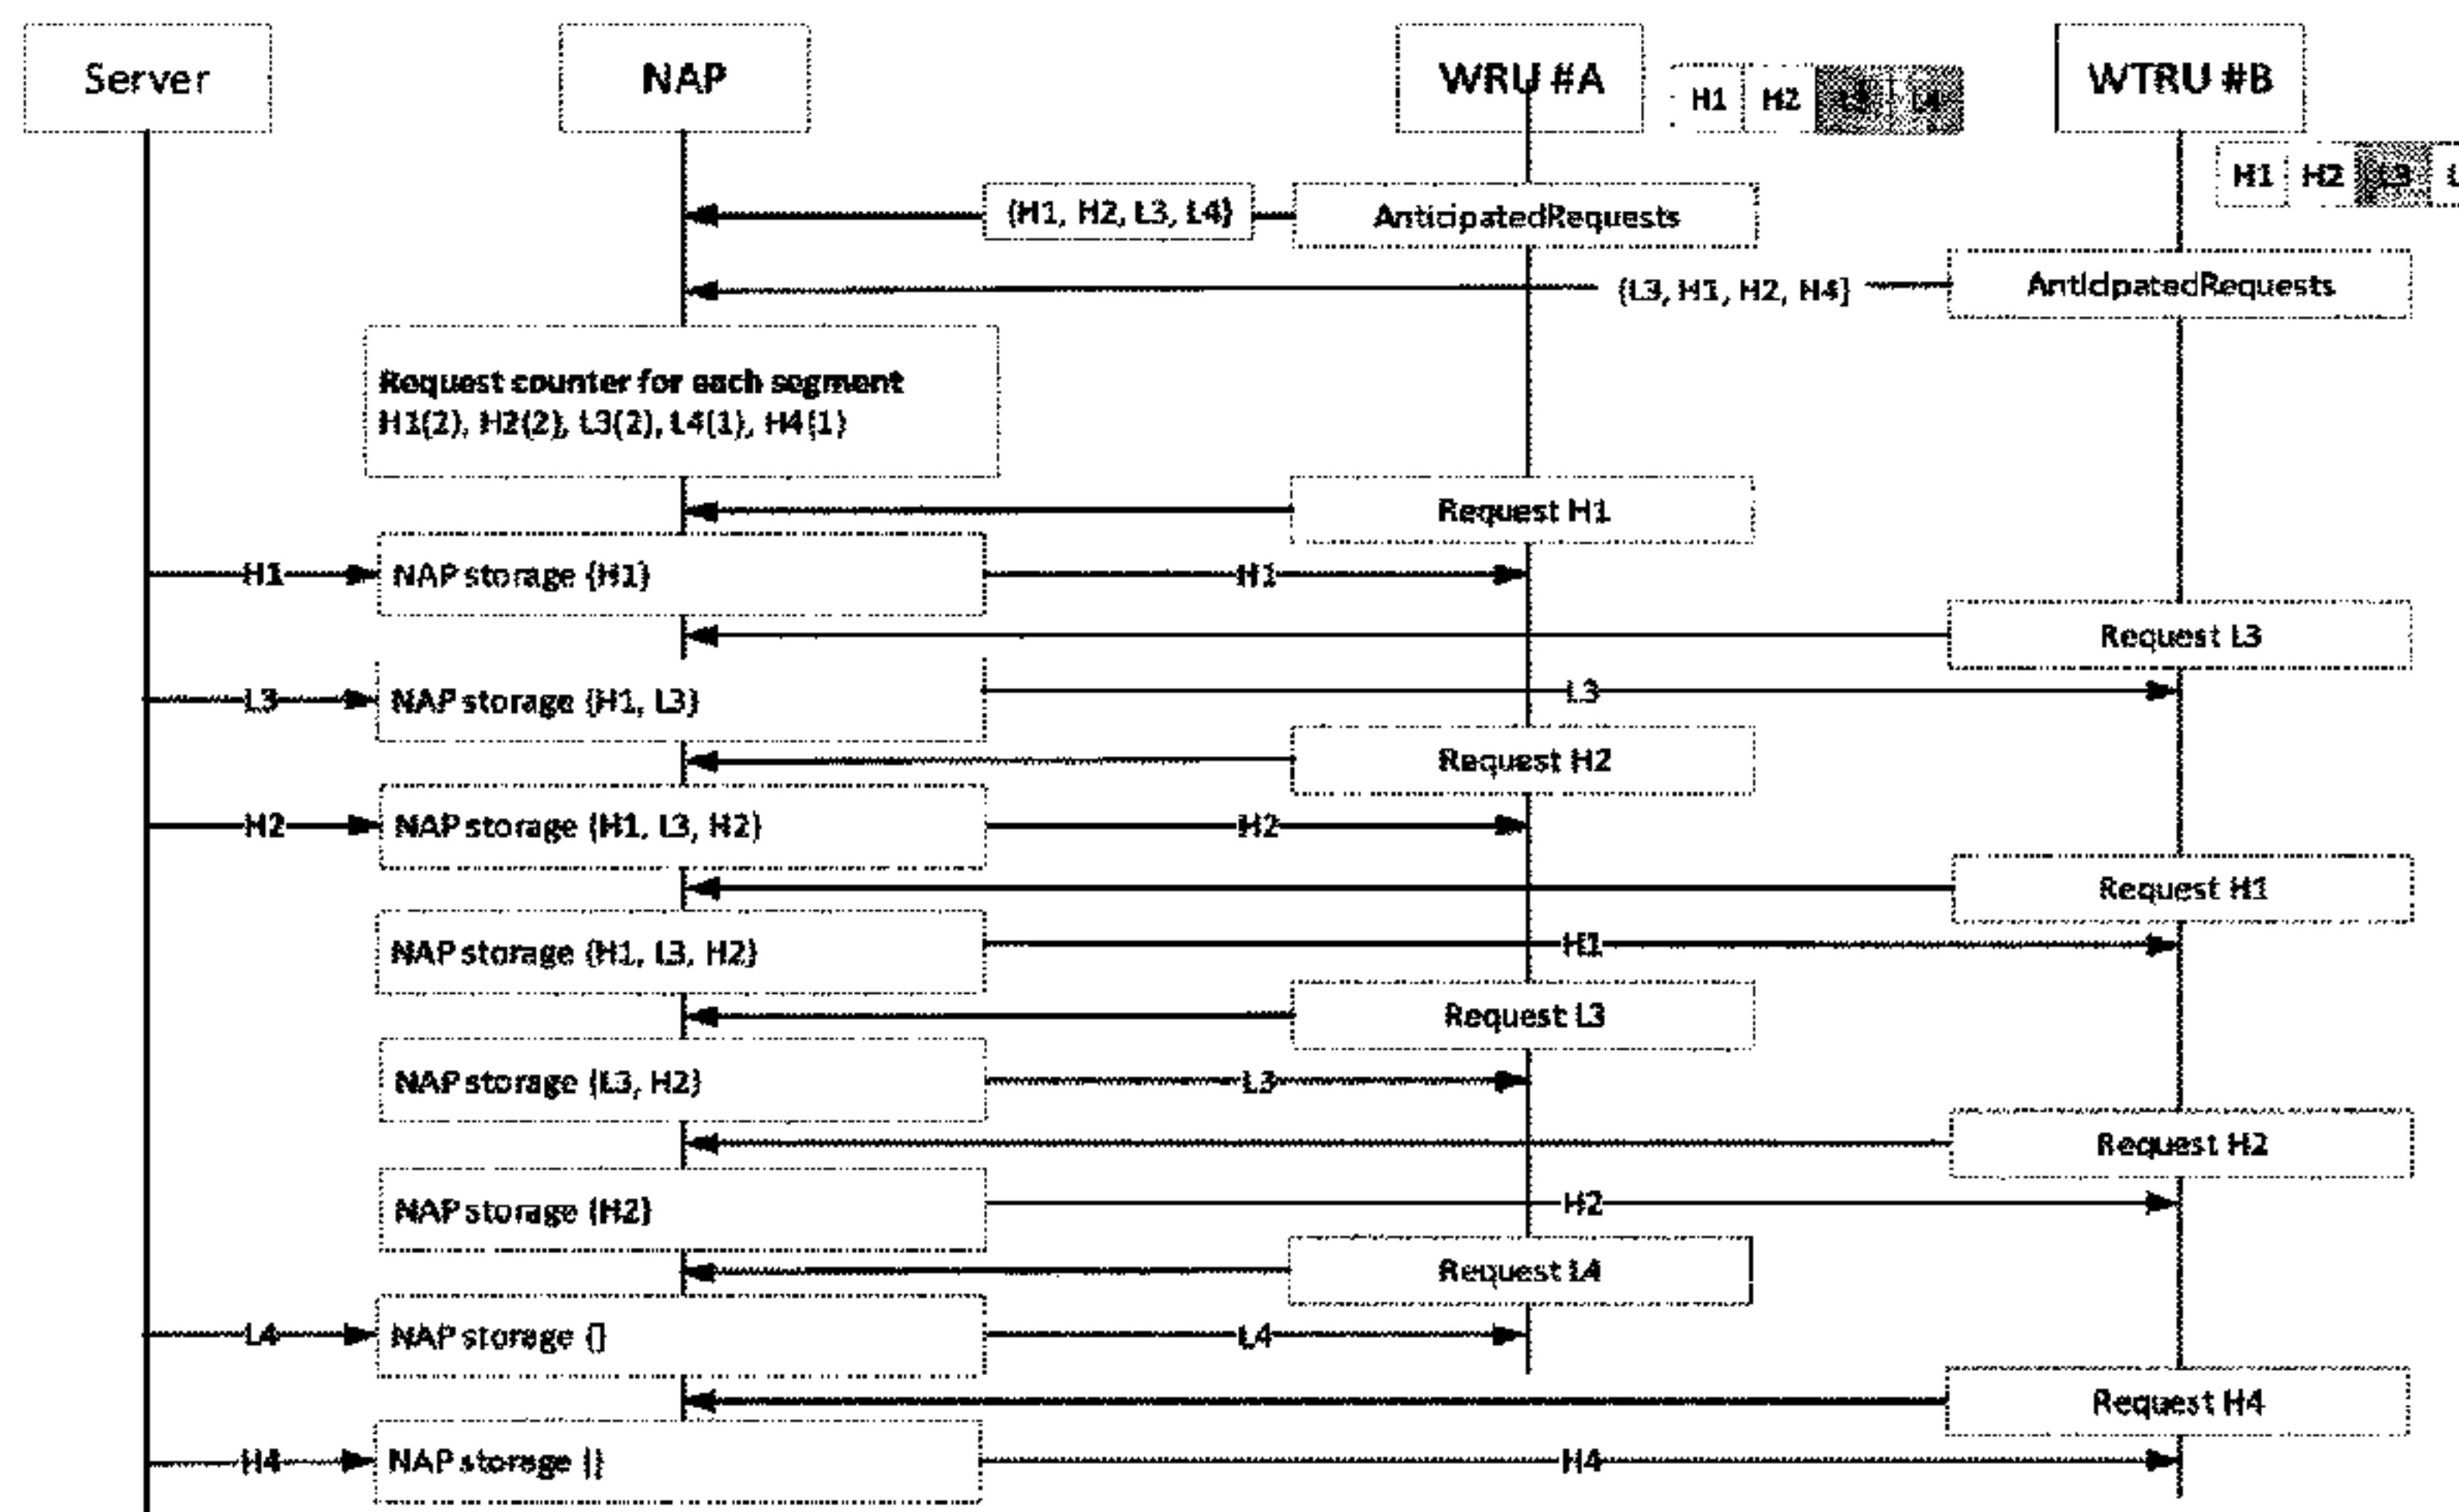 Server
NAP
WRU #A
H1 H2
WTRU #B
H1 H2 L3
{H1, H2, L3, L4}
AnticipatedRequests
{L3, H1, H2, H4}
AnticipatedRequests
Request counter for each segment
H1(2), H2(2), L3(2), L4(1), H4(1)
Request H1
H1
NAP storage {H1}
H1
Request L3
L3
NAP storage {H1, L3}
L3
Request H2
H2
NAP storage {H1, L3, H2}
H2
Request H1
NAP storage {H1, L3, H2}
H1
Request L3
NAP storage {L3, H2}
L3
Request H2
NAP storage {H2}
H2
Request L4
L4
NAP storage {}
L4
Request H4
H4
NAP storage {}
H4